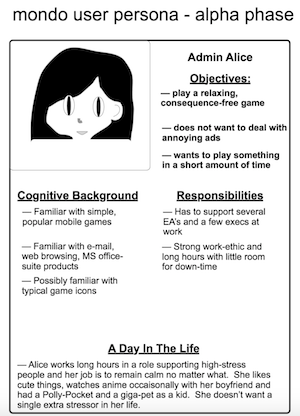 mondo user persona - alpha phase
Admin Alice
Objectives:
— play a relaxing,
consequence-free game
— does not want to deal with
annoying ads
— wants to play something
in a short amount of time
Cognitive Background
— Familiar with simple,
popular mobile games
— Familiar with e-mail,
web browsing, MS office-
suite products
— Possibly familiar with
typical game icons
Responsibilities
— Has to support several
EA's and a few execs at
work
— Strong work-ethic and
long hours with little room
for down-time
A Day In The Life
— Alice works long hours in a role supporting high-stress
people and her job is to remain calm no matter what. She likes
cute things, watches anime occaisonally with her boyfriend and
had a Polly-Pocket and a giga-pet as a kid. She doesn't want a
single extra stressor in her life.